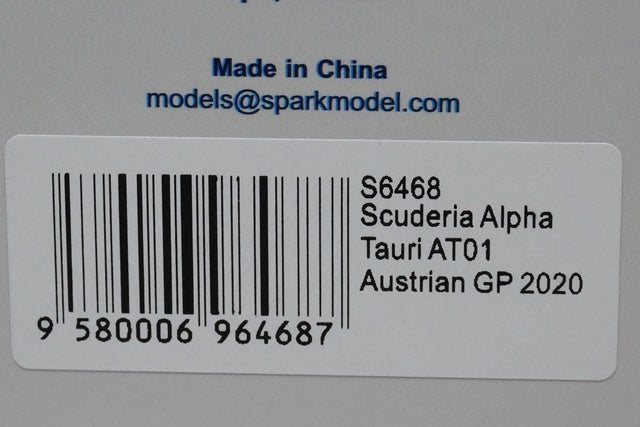 Made in China
models@sparkmodel.com
S6468
Scuderia Alpha
Tauri AT01
Austrian GP 2020
9 580006 964687